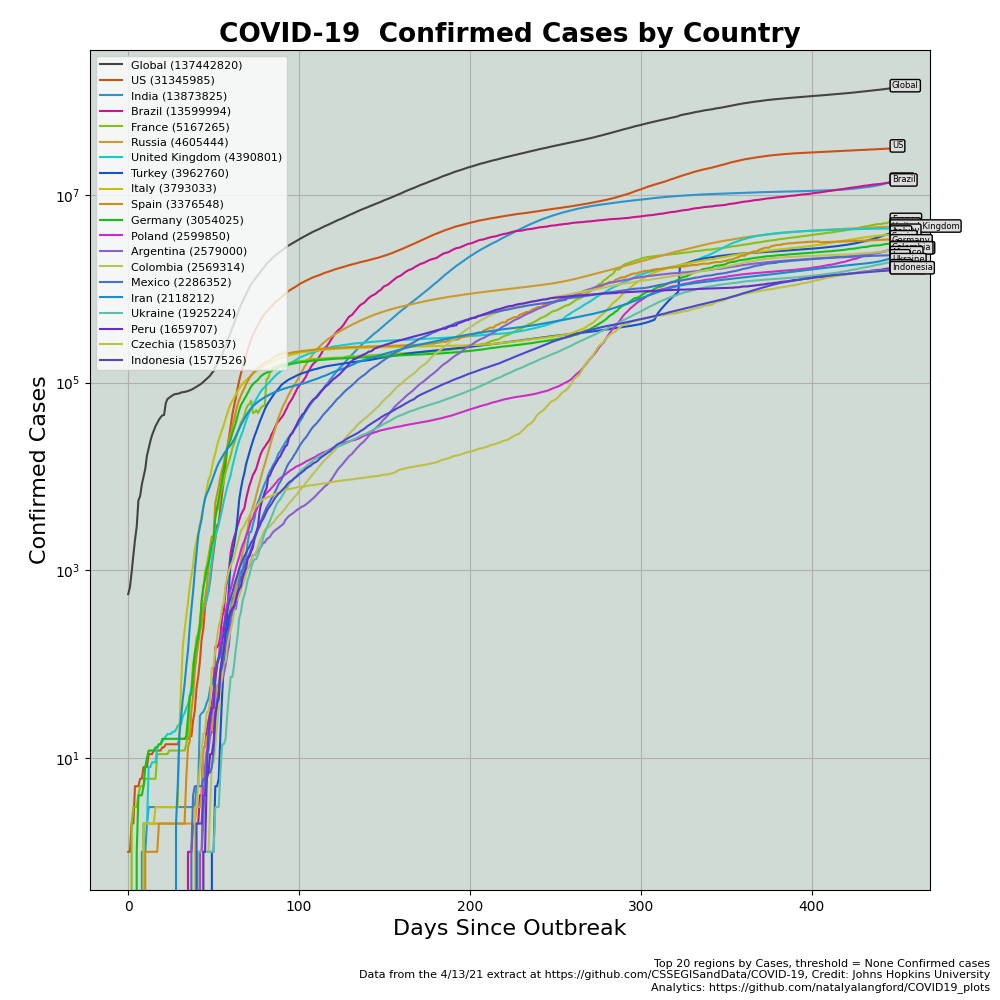 COVID-19  Confirmed Cases by Country
Global (137442820)
US (31345985)
India (13873825)
Brazil (13599994)
France (5167265)
Russia (4605444)
United Kingdom (4390801)
Turkey (3962760)
Italy (3793033)
Spain (3376548)
Germany (3054025)
Poland (2599850)
Argentina (2579000)
Colombia (2569314)
Mexico (2286352)
Iran (2118212)
Ukraine (1925224)
Peru (1659707)
Czechia (1585037)
Indonesia (1577526)
Global
US
Brazil
Kingdom
Germany
Ukraine
Indonesia
Confirmed Cases
10^7
10^5
10^3
10^1
0 100 200 300 400
Days Since Outbreak
Top 20 regions by Cases, threshold = None Confirmed cases
Data from the 4/13/21 extract at https://github.com/CSSEGISandData/COVID-19, Credit: Johns Hopkins University
Analytics: https://github.com/natalyalangford/COVID19_plots